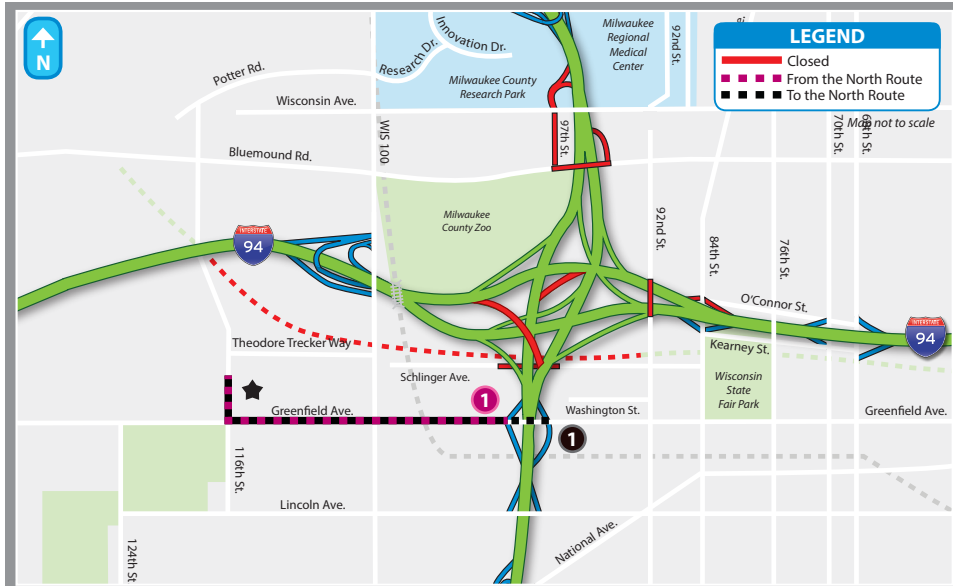 N
Innovation Dr.
Research Dr.
Milwaukee
Regional
Medical
Center
92nd St.
LEGEND
Closed
From the North Route
To the North Route
Map not to scale
Potter Rd.
Milwaukee County
Research Park
Wisconsin Ave.
WIS 100
97th St.
70th St.
68th St.
Bluemound Rd.
Milwaukee
County Zoo
92nd St.
84th St.
76th St.
INTERSTATE
94
O'Connor St.
INTERSTATE
94
Theodore Trecker Way
Kearney St.
Schlinger Ave.
Wisconsin
State
Fair Park
1
Greenfield Ave.
Washington St.
Greenfield Ave.
1
116th St.
Lincoln Ave.
National Ave.
124th St.